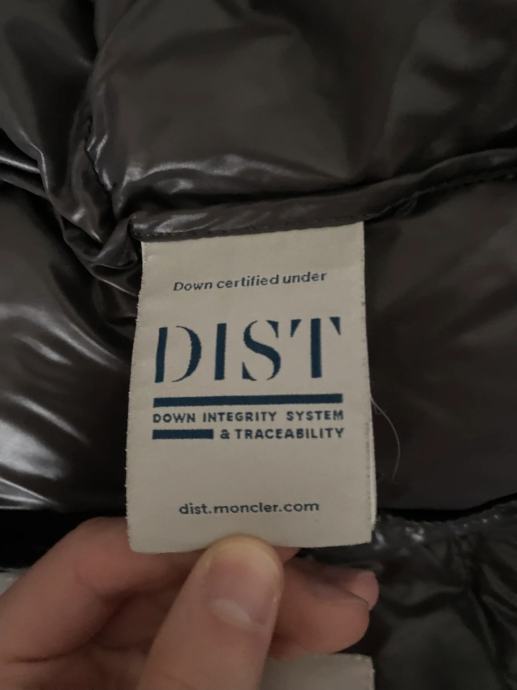 Down certified under
DIST
DOWN INTEGRITY SYSTEM
& TRACEABILITY
dist.moncler.com